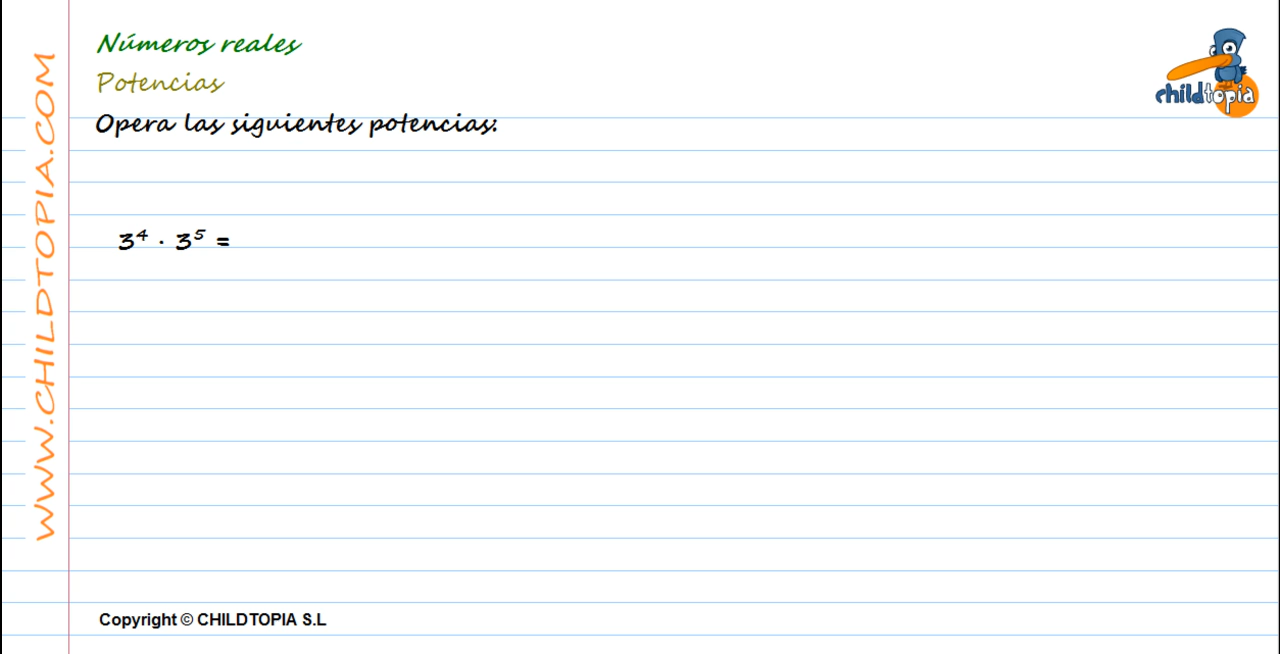 Números reales
Potencias
Opera las siguientes potencias:
3⁴ · 3⁵ =
WWW.CHILDTOPIA.COM
childtopia
Copyright © CHILDTOPIA S.L